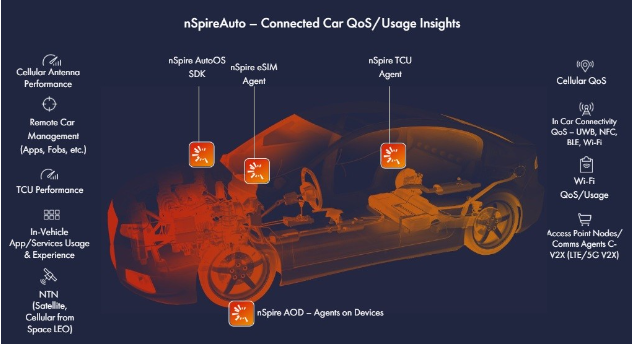 nSpireAuto – Connected Car QoS/Usage Insights
Cellular Antenna
Performance
Remote Car
Management
(Apps, Fobs, etc.)
TCU Performance
In-Vehicle
App/Services Usage
& Experience
NTN
(Satellite,
Cellular from
Space LEO)
nSpire AutoOS
SDK
nSpire eSIM
Agent
nSpire TCU
Agent
nSpire AOD – Agents on Devices
Cellular QoS
In Car Connectivity
QoS – UWB, NFC,
BLE, Wi-Fi
Wi-Fi
QoS/Usage
Access Point Nodes/
Comms Agents C-
V2X (LTE/5G V2X)